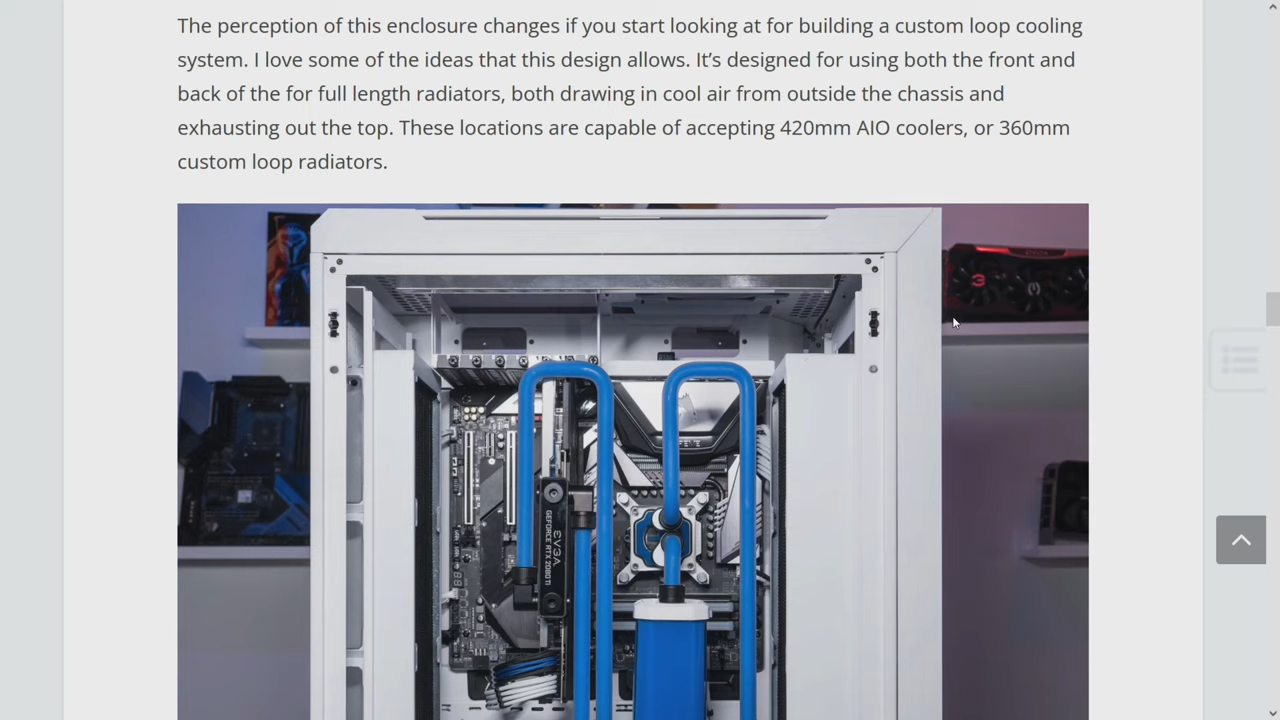 The perception of this enclosure changes if you start looking at for building a custom loop cooling
system. I love some of the ideas that this design allows. It’s designed for using both the front and
back of the for full length radiators, both drawing in cool air from outside the chassis and
exhausting out the top. These locations are capable of accepting 420mm AIO coolers, or 360mm
custom loop radiators.
EVGA
GEFORCE RTX 2080 Ti